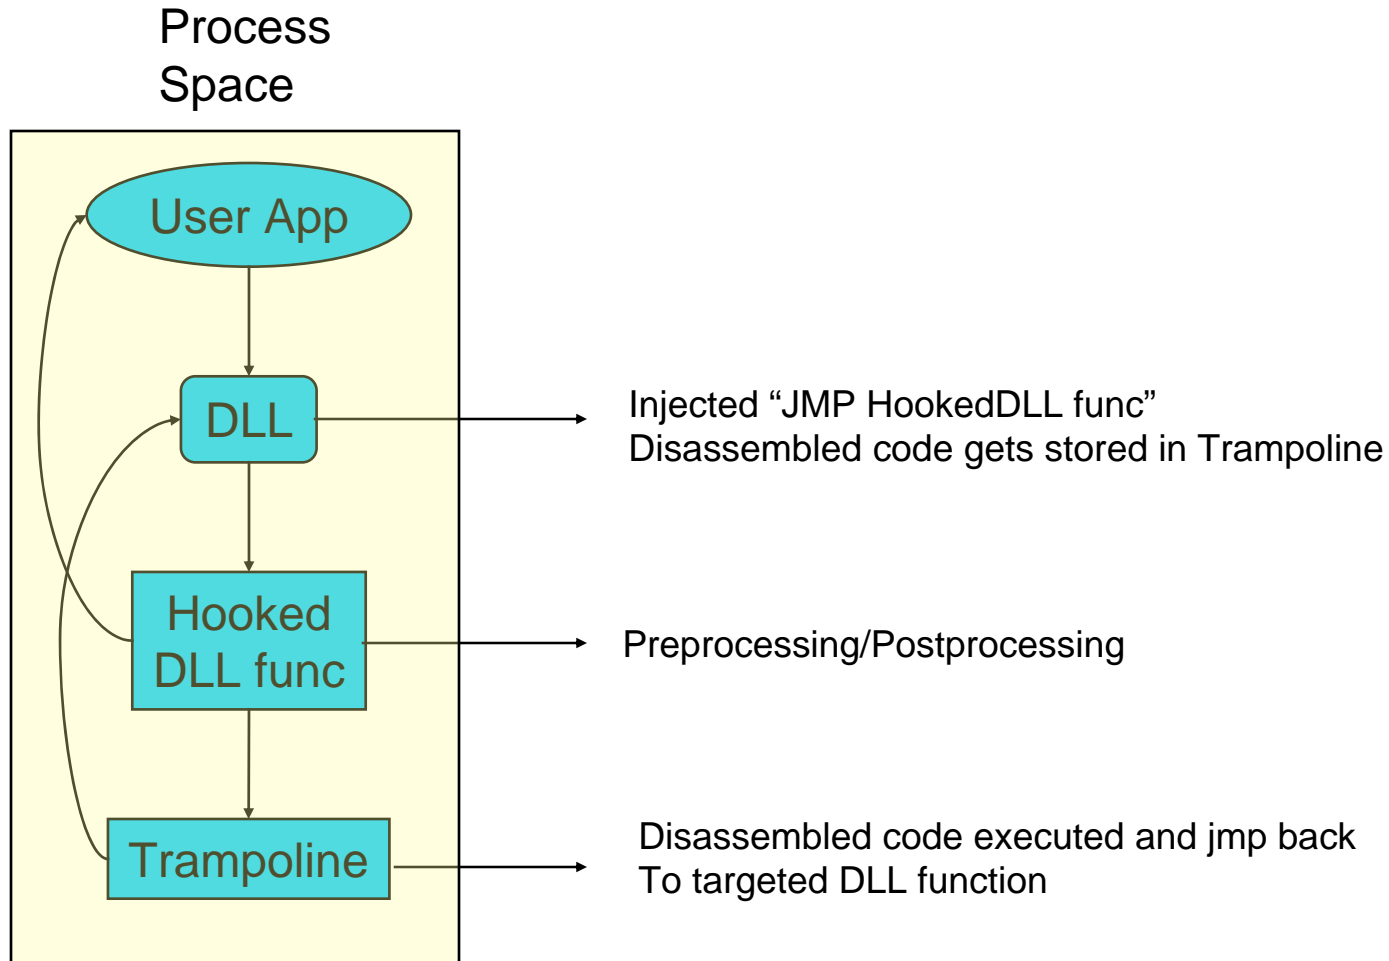 Process
Space
User App
DLL
Injected “JMP HookedDLL func”
Disassembled code gets stored in Trampoline
Hooked
DLL func
Preprocessing/Postprocessing
Trampoline
Disassembled code executed and jmp back
To targeted DLL function